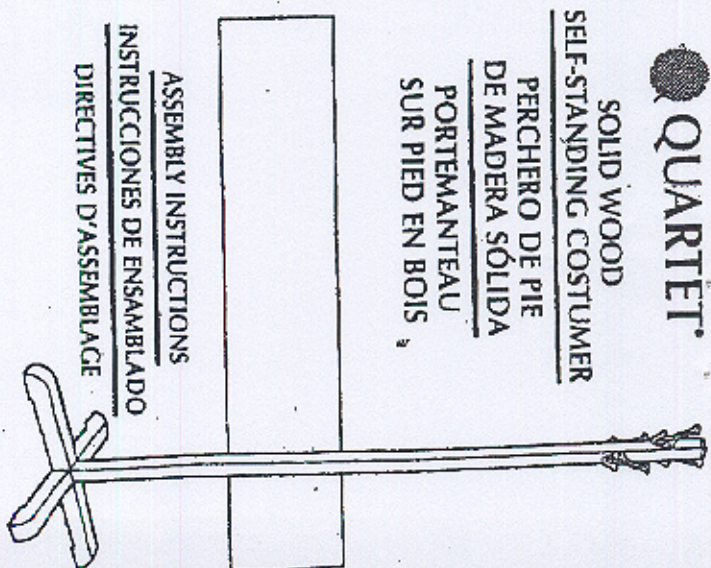 QUARTET®
SOLID WOOD
SELF-STANDING COSTUMER
PERCHERO DE PIE
DE MADERA SÓLIDA
PORTEMANTEAU
SUR PIED EN BOIS
ASSEMBLY INSTRUCTIONS
INSTRUCCIONES DE ENSAMBLADO
DIRECTIVES D'ASSEMBLAGE